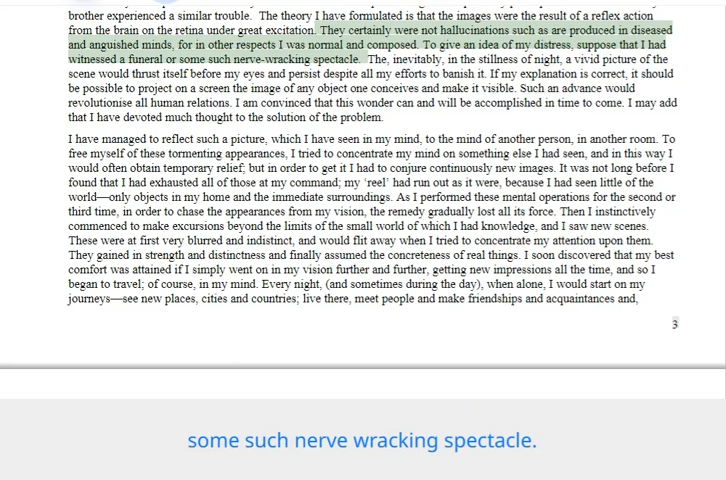 brother experienced a similar trouble.  The theory I have formulated is that the images were the result of a reflex action
from the brain on the retina under great excitation. They certainly were not hallucinations such as are produced in diseased
and anguished minds, for in other respects I was normal and composed. To give an idea of my distress, suppose that I had
witnessed a funeral or some such nerve-wracking spectacle.  The, inevitably, in the stillness of night, a vivid picture of the
scene would thrust itself before my eyes and persist despite all my efforts to banish it. If my explanation is correct, it should
be possible to project on a screen the image of any object one conceives and make it visible. Such an advance would
revolutionise all human relations. I am convinced that this wonder can and will be accomplished in time to come. I may add
that I have devoted much thought to the solution of the problem.
I have managed to reflect such a picture, which I have seen in my mind, to the mind of another person, in another room. To
free myself of these tormenting appearances, I tried to concentrate my mind on something else I had seen, and in this way I
would often obtain temporary relief; but in order to get it I had to conjure continuously new images. It was not long before I
found that I had exhausted all of those at my command; my ‘reel’ had run out as it were, because I had seen little of the
world—only objects in my home and the immediate surroundings. As I performed these mental operations for the second or
third time, in order to chase the appearances from my vision, the remedy gradually lost all its force. Then I instinctively
commenced to make excursions beyond the limits of the small world of which I had knowledge, and I saw new scenes.
These were at first very blurred and indistinct, and would flit away when I tried to concentrate my attention upon them.
They gained in strength and distinctness and finally assumed the concreteness of real things. I soon discovered that my best
comfort was attained if I simply went on in my vision further and further, getting new impressions all the time, and so I
began to travel; of course, in my mind. Every night, (and sometimes during the day), when alone, I would start on my
journeys—see new places, cities and countries; live there, meet people and make friendships and acquaintances and,
3
some such nerve wracking spectacle.